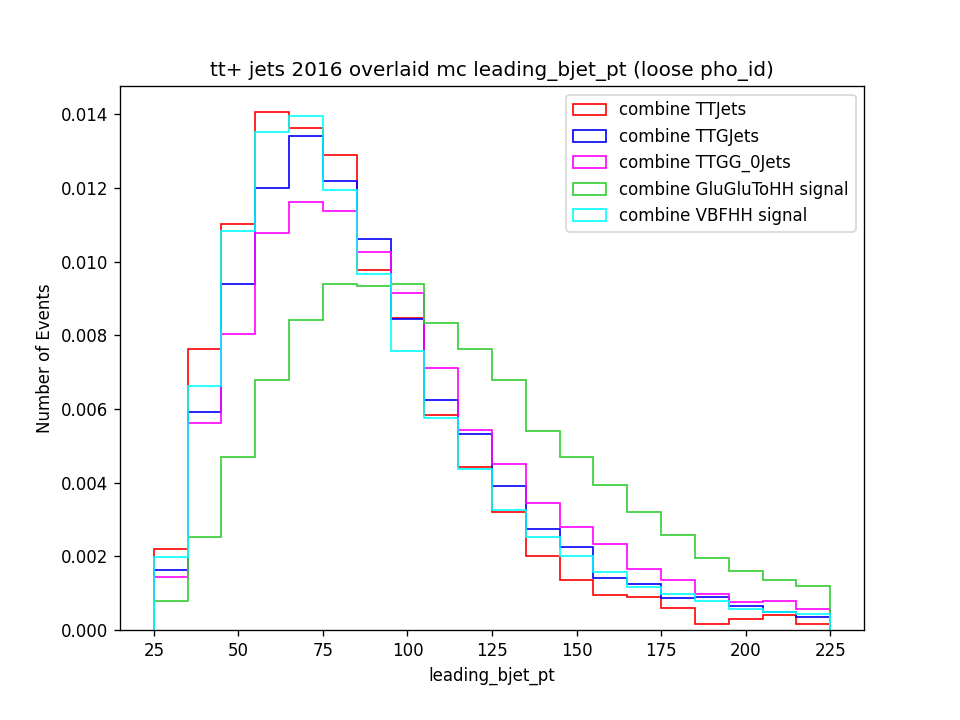 tt+ jets 2016 overlaid mc leading_bjet_pt (loose pho_id)
combine TTJets
combine TTGJets
combine TTGG_0Jets
combine GluGluToHH signal
combine VBFHH signal
Number of Events
0.014
0.012
0.010
0.008
0.006
0.004
0.002
0.000
25 50 75 100 125 150 175 200 225
leading_bjet_pt